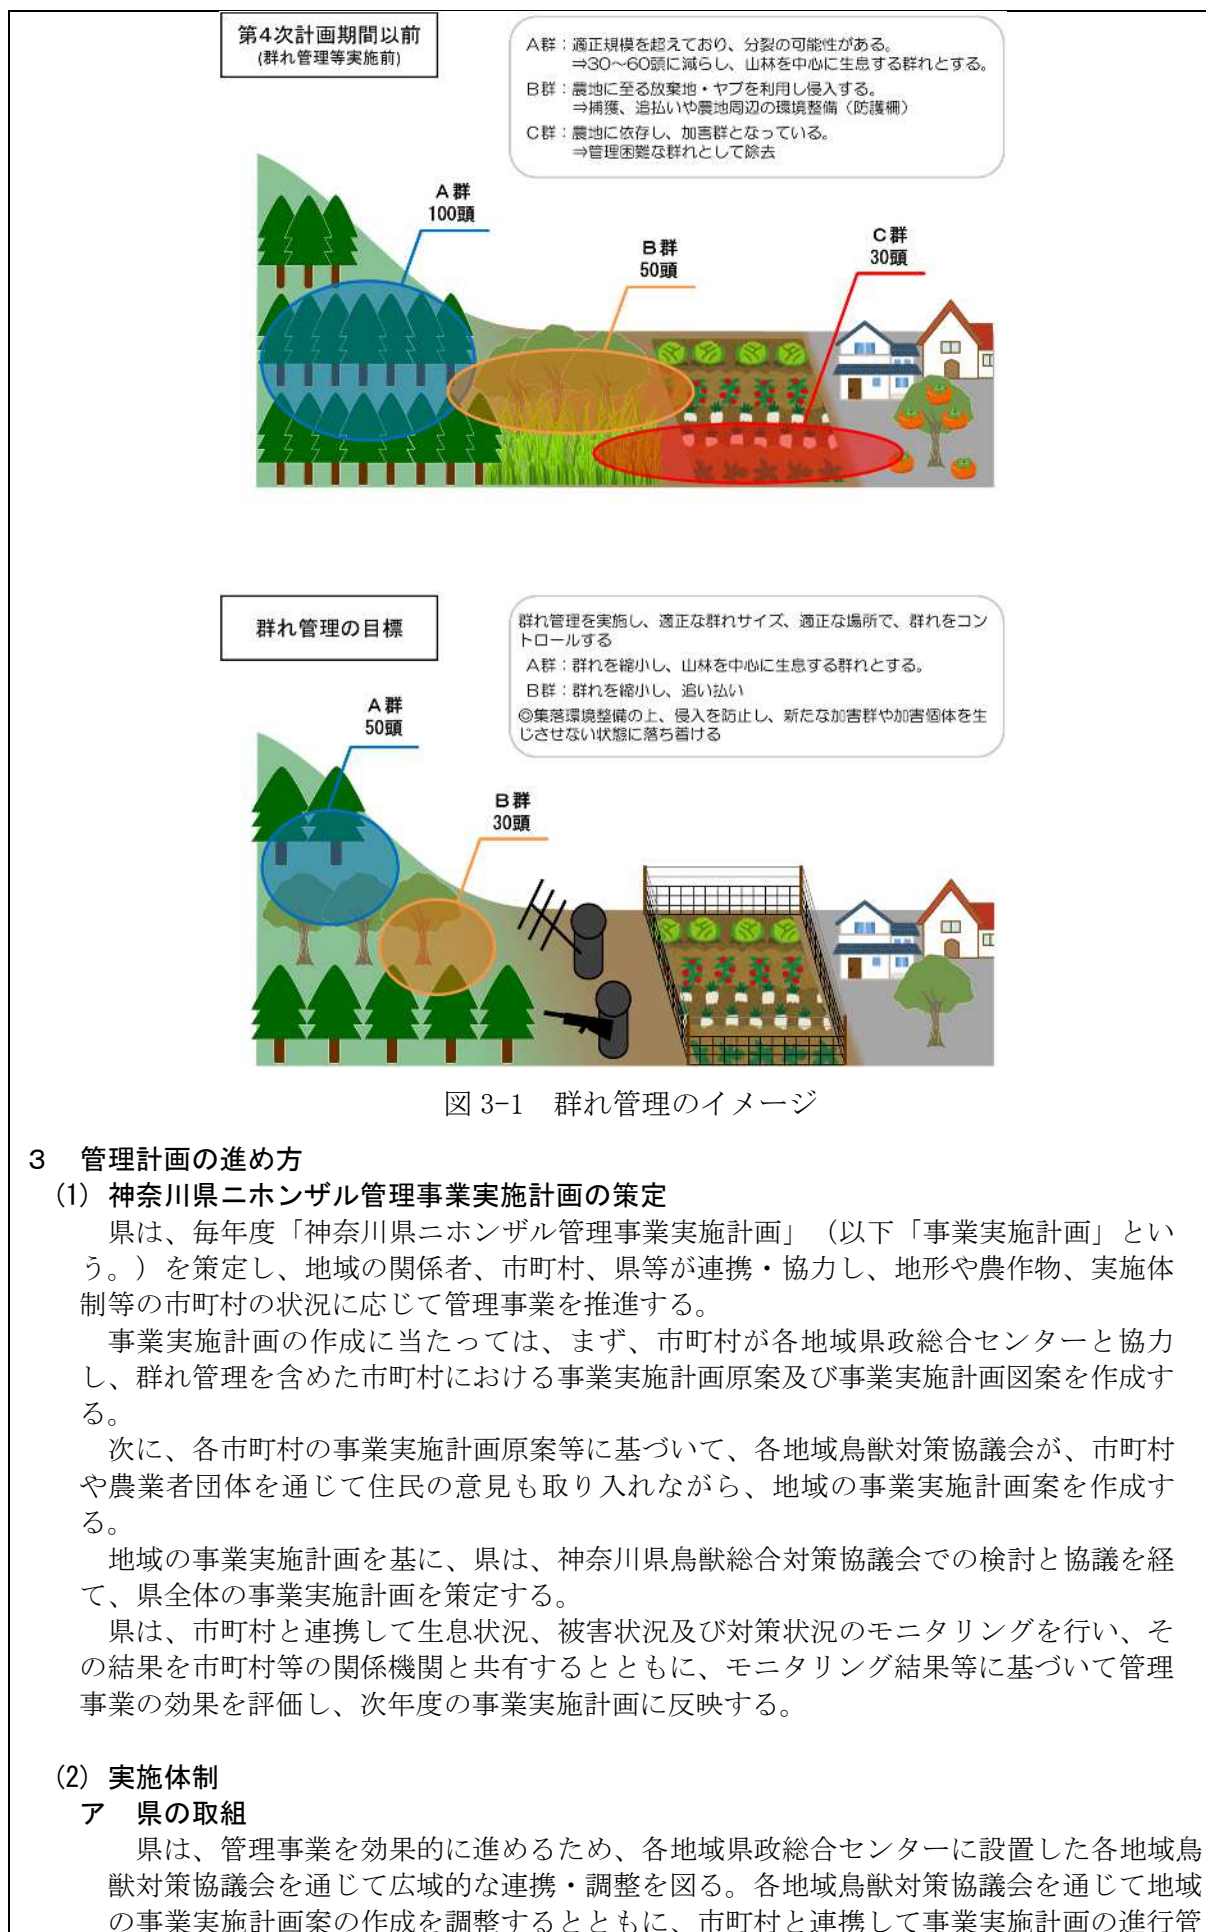 第4次計画期間以前
(群れ管理等実施前)
A群：適正規模を超えており、分裂の可能性がある。
⇒30～60頭に減らし、山林を中心に生息する群れとする。
B群：農地に至る放棄地・ヤブを利用し侵入する。
⇒捕獲、追払いや農地周辺の環境整備（防護柵）
C群：農地に依存し、加害群となっている。
⇒管理困難な群れとして除去
A群
100頭
B群
50頭
C群
30頭
群れ管理の目標
群れ管理を実施し、適正な群れサイズ、適正な場所で、群れをコン
トロールする
A群：群れを縮小し、山林を中心に生息する群れとする。
B群：群れを縮小し、追い払い
◎集落環境整備の上、侵入を防止し、新たな加害群や加害個体を生
じさせない状態に落ち着ける
A群
50頭
B群
30頭
図 3-1　群れ管理のイメージ
３　管理計画の進め方
(1) 神奈川県ニホンザル管理事業実施計画の策定
県は、毎年度「神奈川県ニホンザル管理事業実施計画」（以下「事業実施計画」とい
う。）を策定し、地域の関係者、市町村、県等が連携・協力し、地形や農作物、実施体
制等の市町村の状況に応じて管理事業を推進する。
事業実施計画の作成に当たっては、まず、市町村が各地域県政総合センターと協力
し、群れ管理を含めた市町村における事業実施計画原案及び事業実施計画図案を作成す
る。
次に、各市町村の事業実施計画原案等に基づいて、各地域鳥獣対策協議会が、市町村
や農業者団体を通じて住民の意見も取り入れながら、地域の事業実施計画案を作成す
る。
地域の事業実施計画を基に、県は、神奈川県鳥獣総合対策協議会での検討と協議を経
て、県全体の事業実施計画を策定する。
県は、市町村と連携して生息状況、被害状況及び対策状況のモニタリングを行い、そ
の結果を市町村等の関係機関と共有するとともに、モニタリング結果等に基づいて管理
事業の効果を評価し、次年度の事業実施計画に反映する。
(2) 実施体制
ア　県の取組
県は、管理事業を効果的に進めるため、各地域県政総合センターに設置した各地域鳥
獣対策協議会を通じて広域的な連携・調整を図る。各地域鳥獣対策協議会を通じて地域
の事業実施計画案の作成を調整するとともに、市町村と連携して事業実施計画の進行管